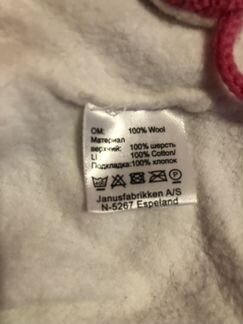 OM: 100% Wool
Материал
верхний: 100% шерсть
LI 100% Cotton/
Подкладка:100% хлопок
P
Janusfabrikken A/S
N-5267 Espeland